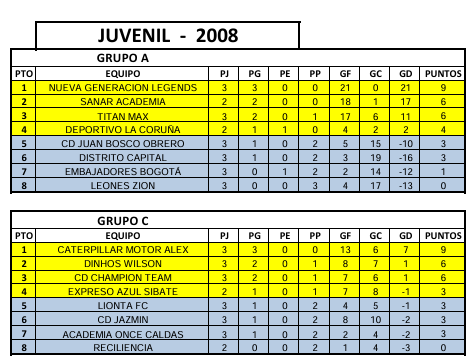 JUVENIL - 2008
GRUPO A
PTO EQUIPO PJ PG PE PP GF GC GD PUNTOS
1 NUEVA GENERACION LEGENDS 3 3 0 0 21 0 21 9
2 SANAR ACADEMIA 2 2 0 0 18 1 17 6
3 TITAN MAX 3 2 0 1 17 6 11 6
4 DEPORTIVO LA CORUÑA 2 1 1 0 4 2 2 4
5 CD JUAN BOSCO OBRERO 3 1 0 2 5 15 -10 3
6 DISTRITO CAPITAL 3 1 0 2 3 19 -16 3
7 EMBAJADORES BOGOTÁ 3 0 1 2 2 14 -12 1
8 LEONES ZION 3 0 0 3 4 17 -13 0
GRUPO C
PTO EQUIPO PJ PG PE PP GF GC GD PUNTOS
1 CATERPILLAR MOTOR ALEX 3 3 0 0 13 6 7 9
2 DINHOS WILSON 3 2 0 1 8 7 1 6
3 CD CHAMPION TEAM 3 2 0 1 7 6 1 6
4 EXPRESO AZUL SIBATE 2 1 0 1 7 8 -1 3
5 LIONTA FC 3 1 0 2 4 5 -1 3
6 CD JAZMIN 3 1 0 2 8 10 -2 3
7 ACADEMIA ONCE CALDAS 3 1 0 2 2 4 -2 3
8 RECILIENCIA 2 0 0 2 1 4 -3 0